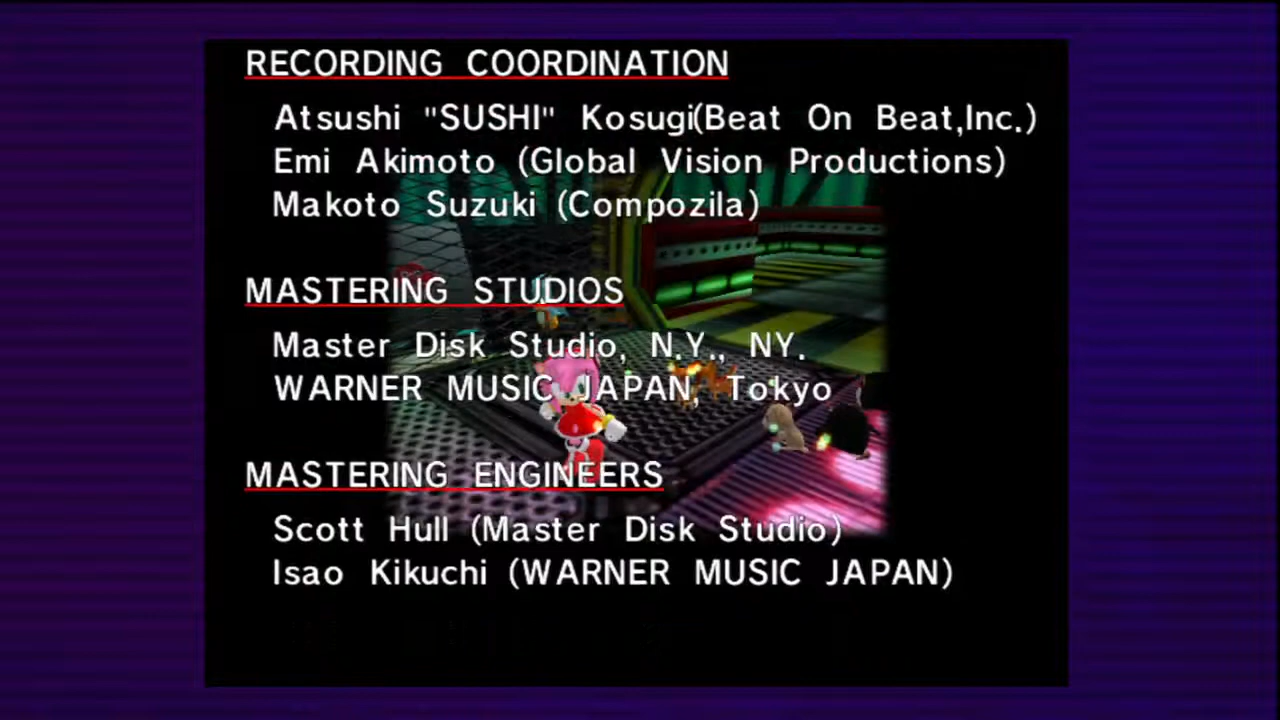 RECORDING COORDINATION
Atsushi "SUSHI" Kosugi(Beat On Beat,Inc.)
Emi Akimoto (Global Vision Productions)
Makoto Suzuki (Compozila)
MASTERING STUDIOS
Master Disk Studio, N.Y., NY.
WARNER MUSIC JAPAN, Tokyo
MASTERING ENGINEERS
Scott Hull (Master Disk Studio)
Isao Kikuchi (WARNER MUSIC JAPAN)